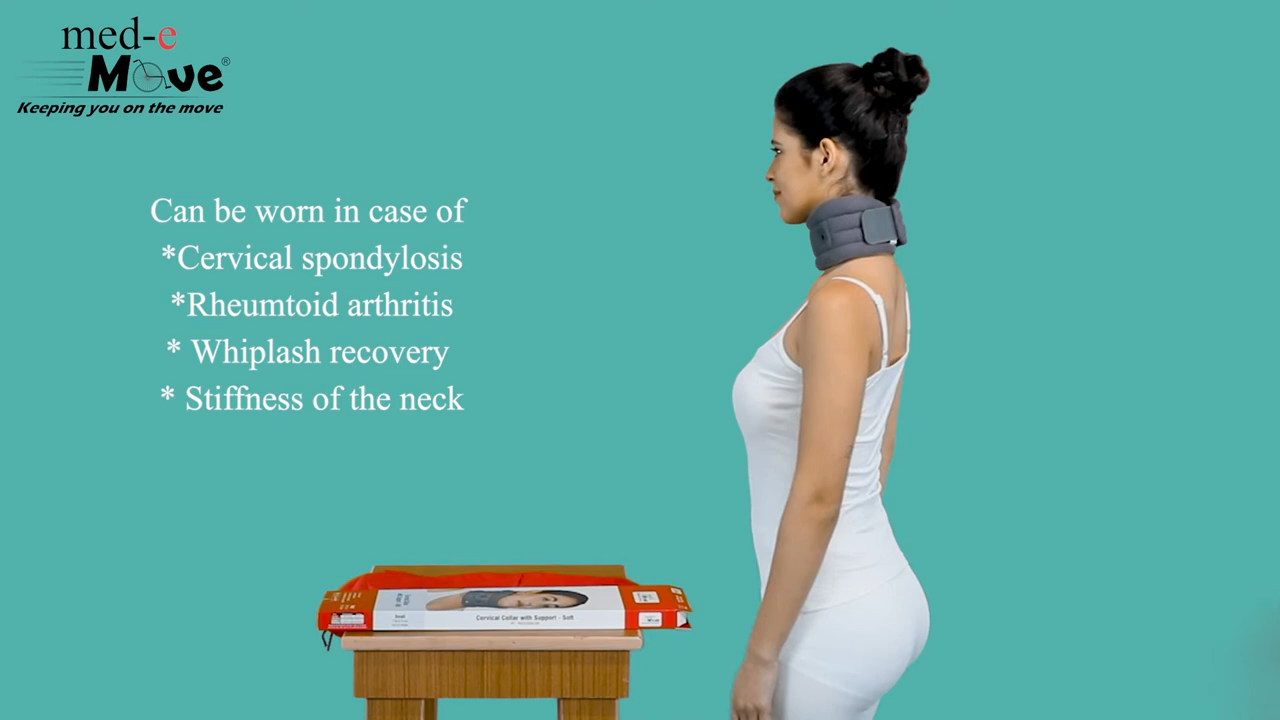 med-e
Move®
Keeping you on the move
Can be worn in case of
*Cervical spondylosis
*Rheumtoid arthritis
* Whiplash recovery
* Stiffness of the neck
Cervical Collar with Support - Soft